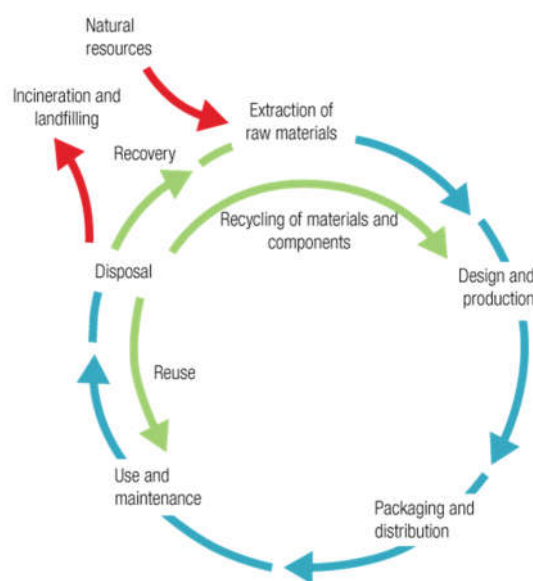 Natural
resources
Incineration and
landfilling
Extraction of
raw materials
Recovery
Recycling of materials and
components
Disposal
Design and
production
Reuse
Use and
maintenance
Packaging and
distribution